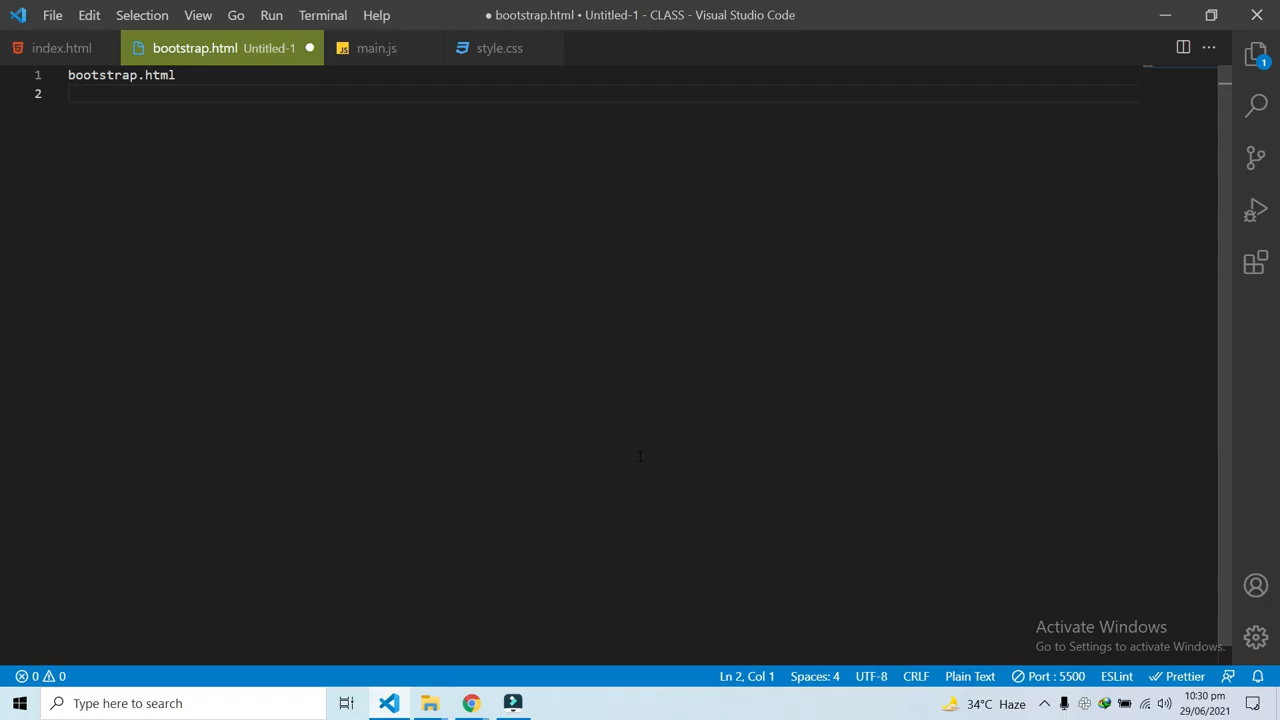 File Edit Selection View Go Run Terminal Help
● bootstrap.html • Untitled-1 - CLASS - Visual Studio Code
index.html
bootstrap.html Untitled-1 ●
JS main.js
style.css
1 bootstrap.html
2
1
Activate Windows
Go to Settings to activate Windows.
0 0
Ln 2, Col 1 Spaces: 4 UTF-8 CRLF Plain Text Port : 5500 ESLint Prettier
Type here to search
34°C Haze
10:30 pm
29/06/2021